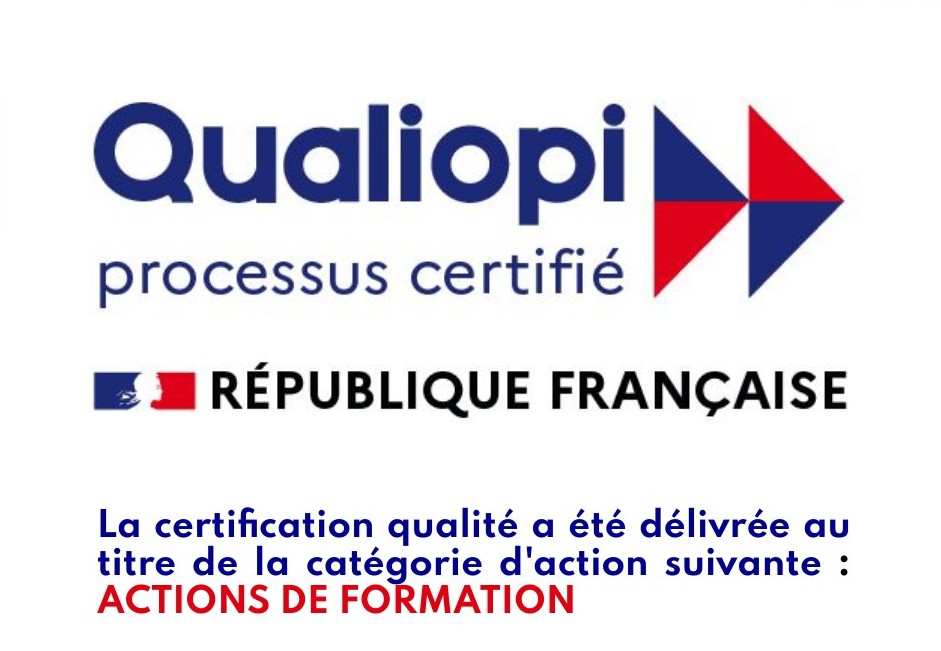 Qualiopi
processus certifié
RÉPUBLIQUE FRANÇAISE
La certification qualité a été délivrée au
titre de la catégorie d'action suivante :
ACTIONS DE FORMATION